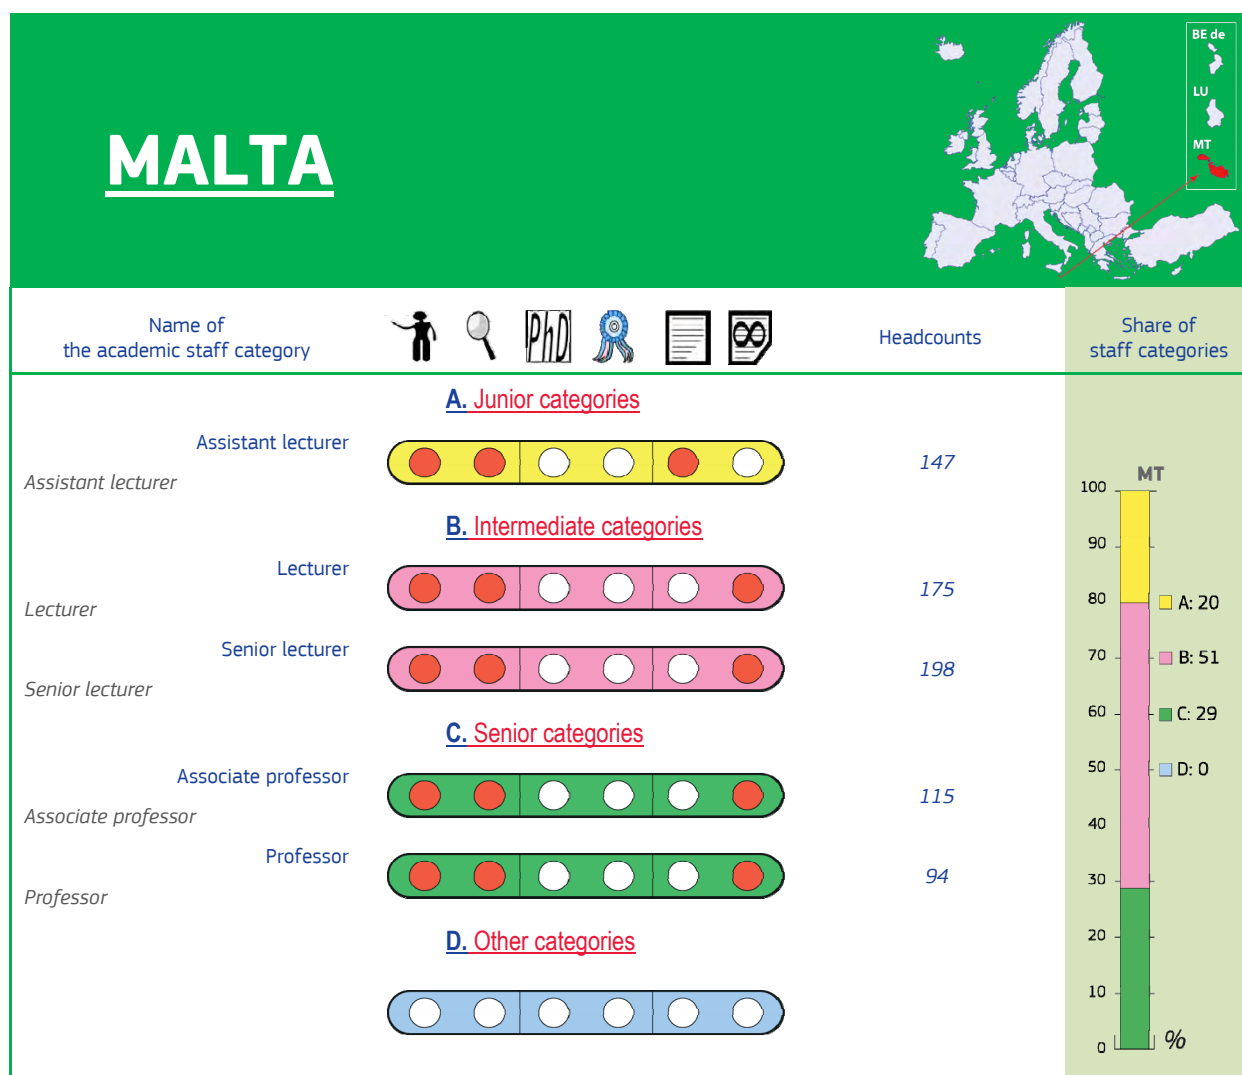 MALTA
BE de
LU
MT
Name of
the academic staff category
PhD
Headcounts
Share of
staff categories
A. Junior categories
Assistant lecturer
Assistant lecturer
147
B. Intermediate categories
Lecturer
Lecturer
175
Senior lecturer
Senior lecturer
198
C. Senior categories
Associate professor
Associate professor
115
Professor
Professor
94
D. Other categories
MT
100
90
80
70
60
50
40
30
20
10
0
%
A: 20
B: 51
C: 29
D: 0